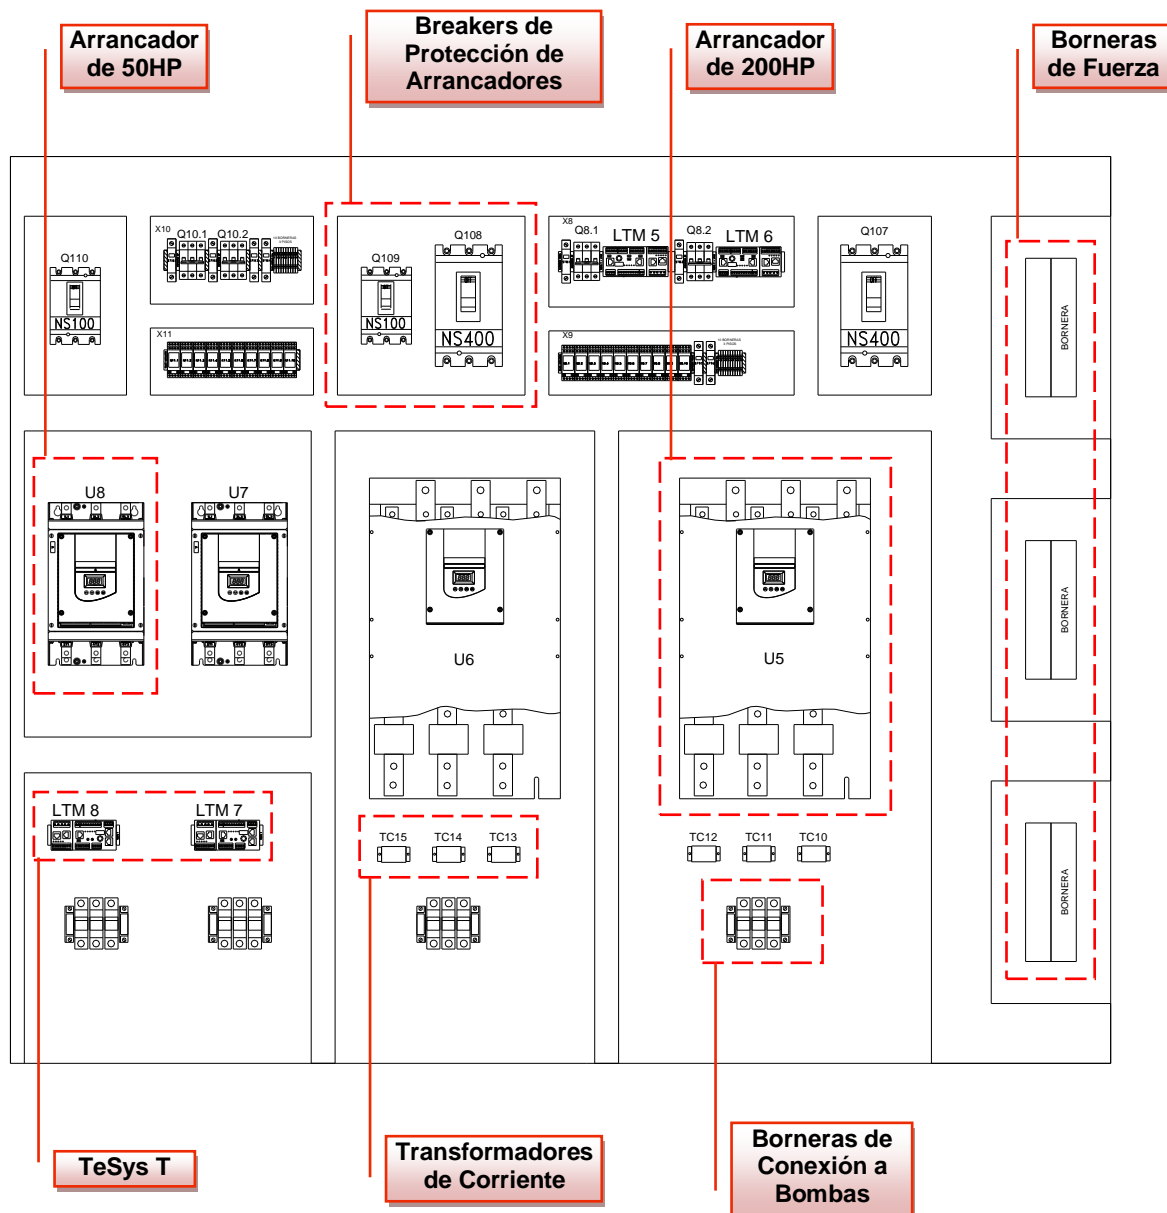 Arrancador
de 50HP
Breakers de
Protección de
Arrancadores
Arrancador
de 200HP
Borneras
de Fuerza
Q110
NS100
X10
Q10.1
Q10.2
X11
Q109
NS100
Q108
NS400
X8
Q8.1
LTM 5
Q8.2
LTM 6
X9
Q107
NS400
BORNERA
U8
U7
U6
U5
BORNERA
LTM 8
LTM 7
TC15
TC14
TC13
TC12
TC11
TC10
BORNERA
TeSys T
Transformadores
de Corriente
Borneras de
Conexión a
Bombas